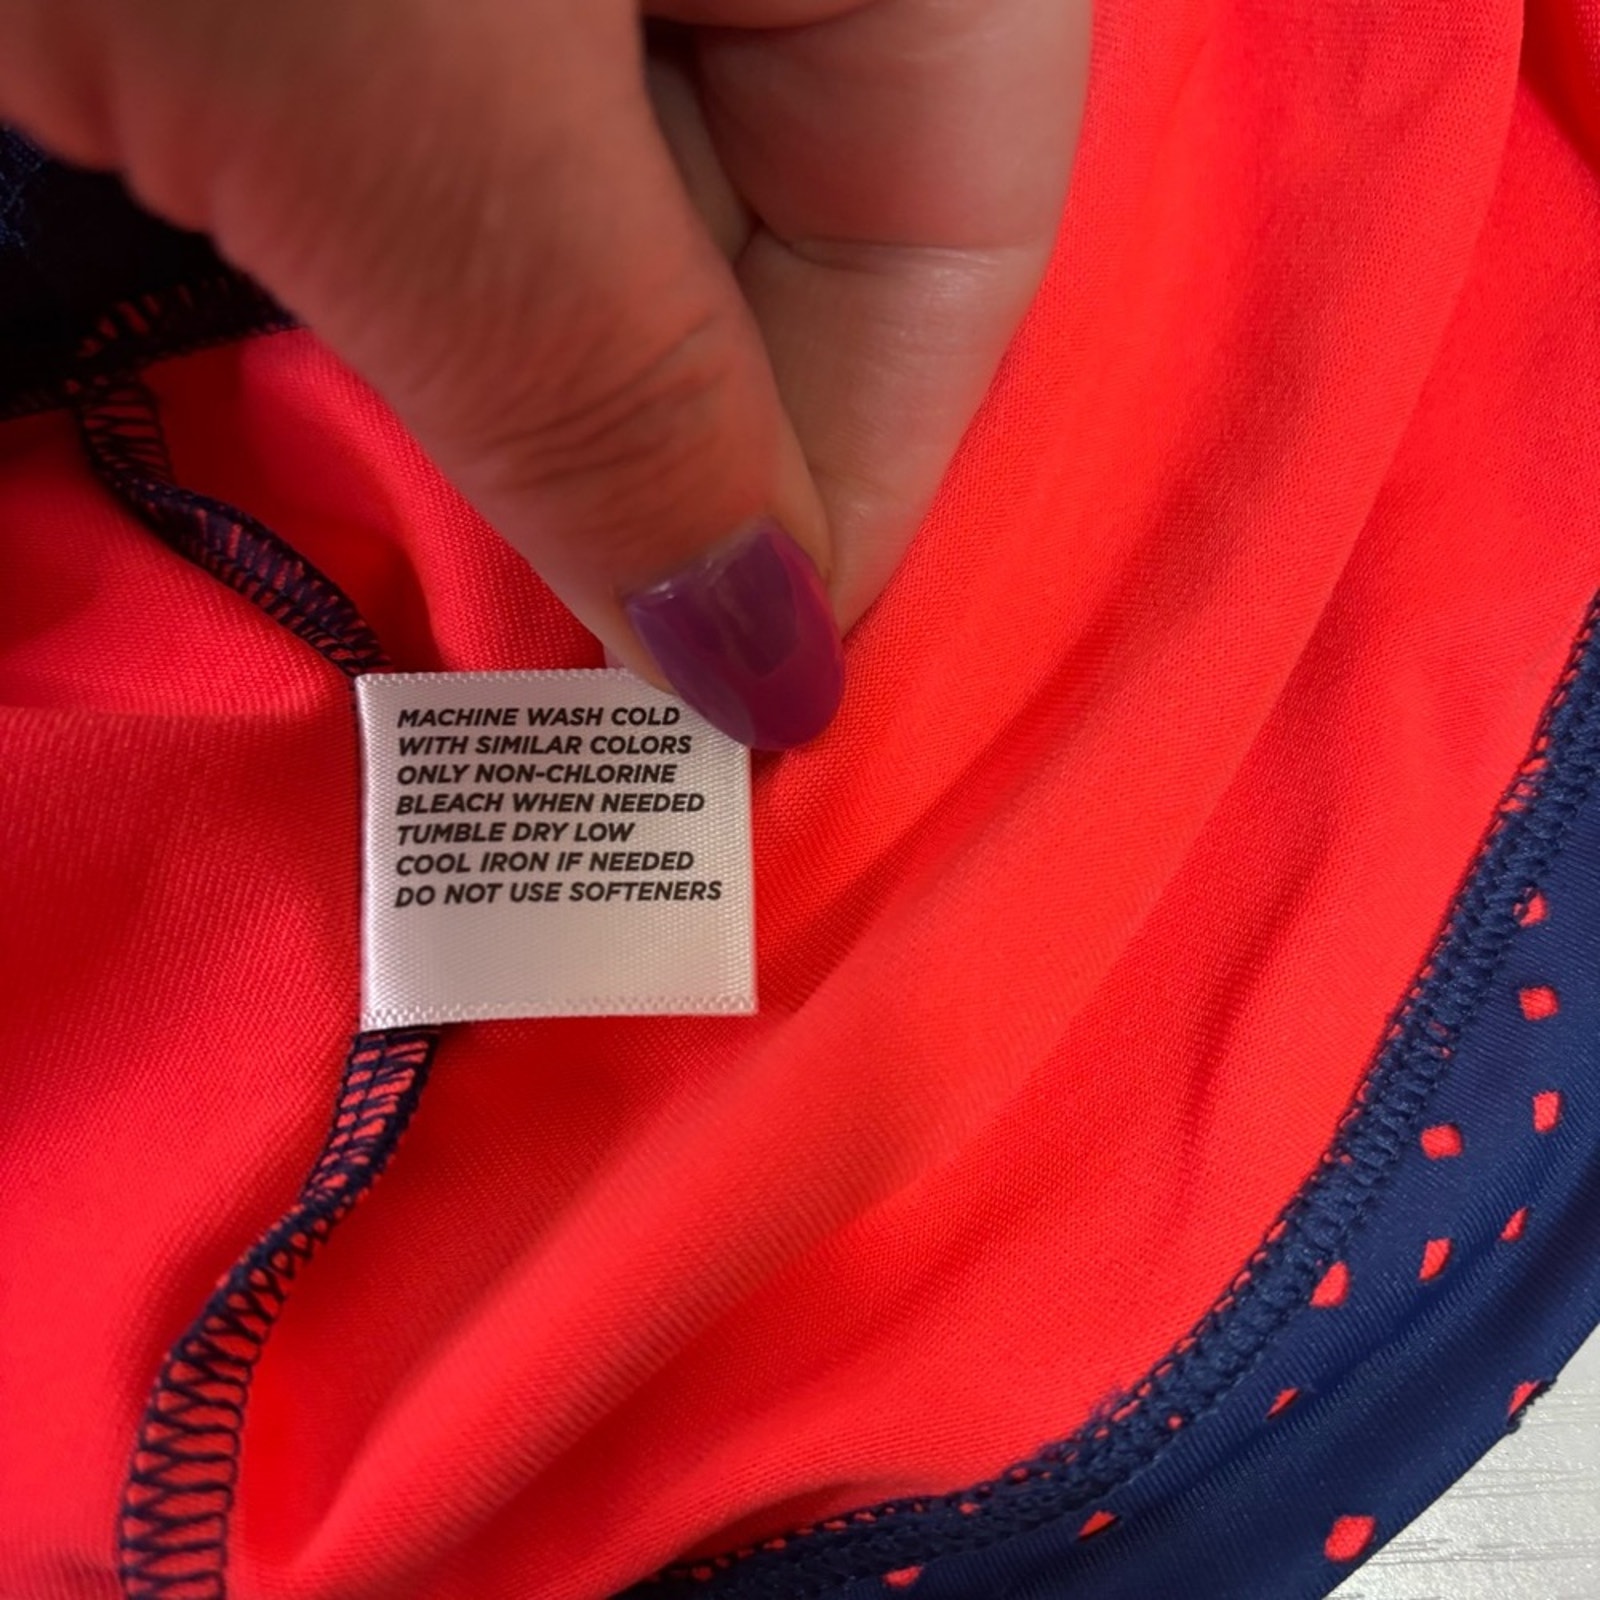 MACHINE WASH COLD
WITH SIMILAR COLORS
ONLY NON-CHLORINE
BLEACH WHEN NEEDED
TUMBLE DRY LOW
COOL IRON IF NEEDED
DO NOT USE SOFTENERS